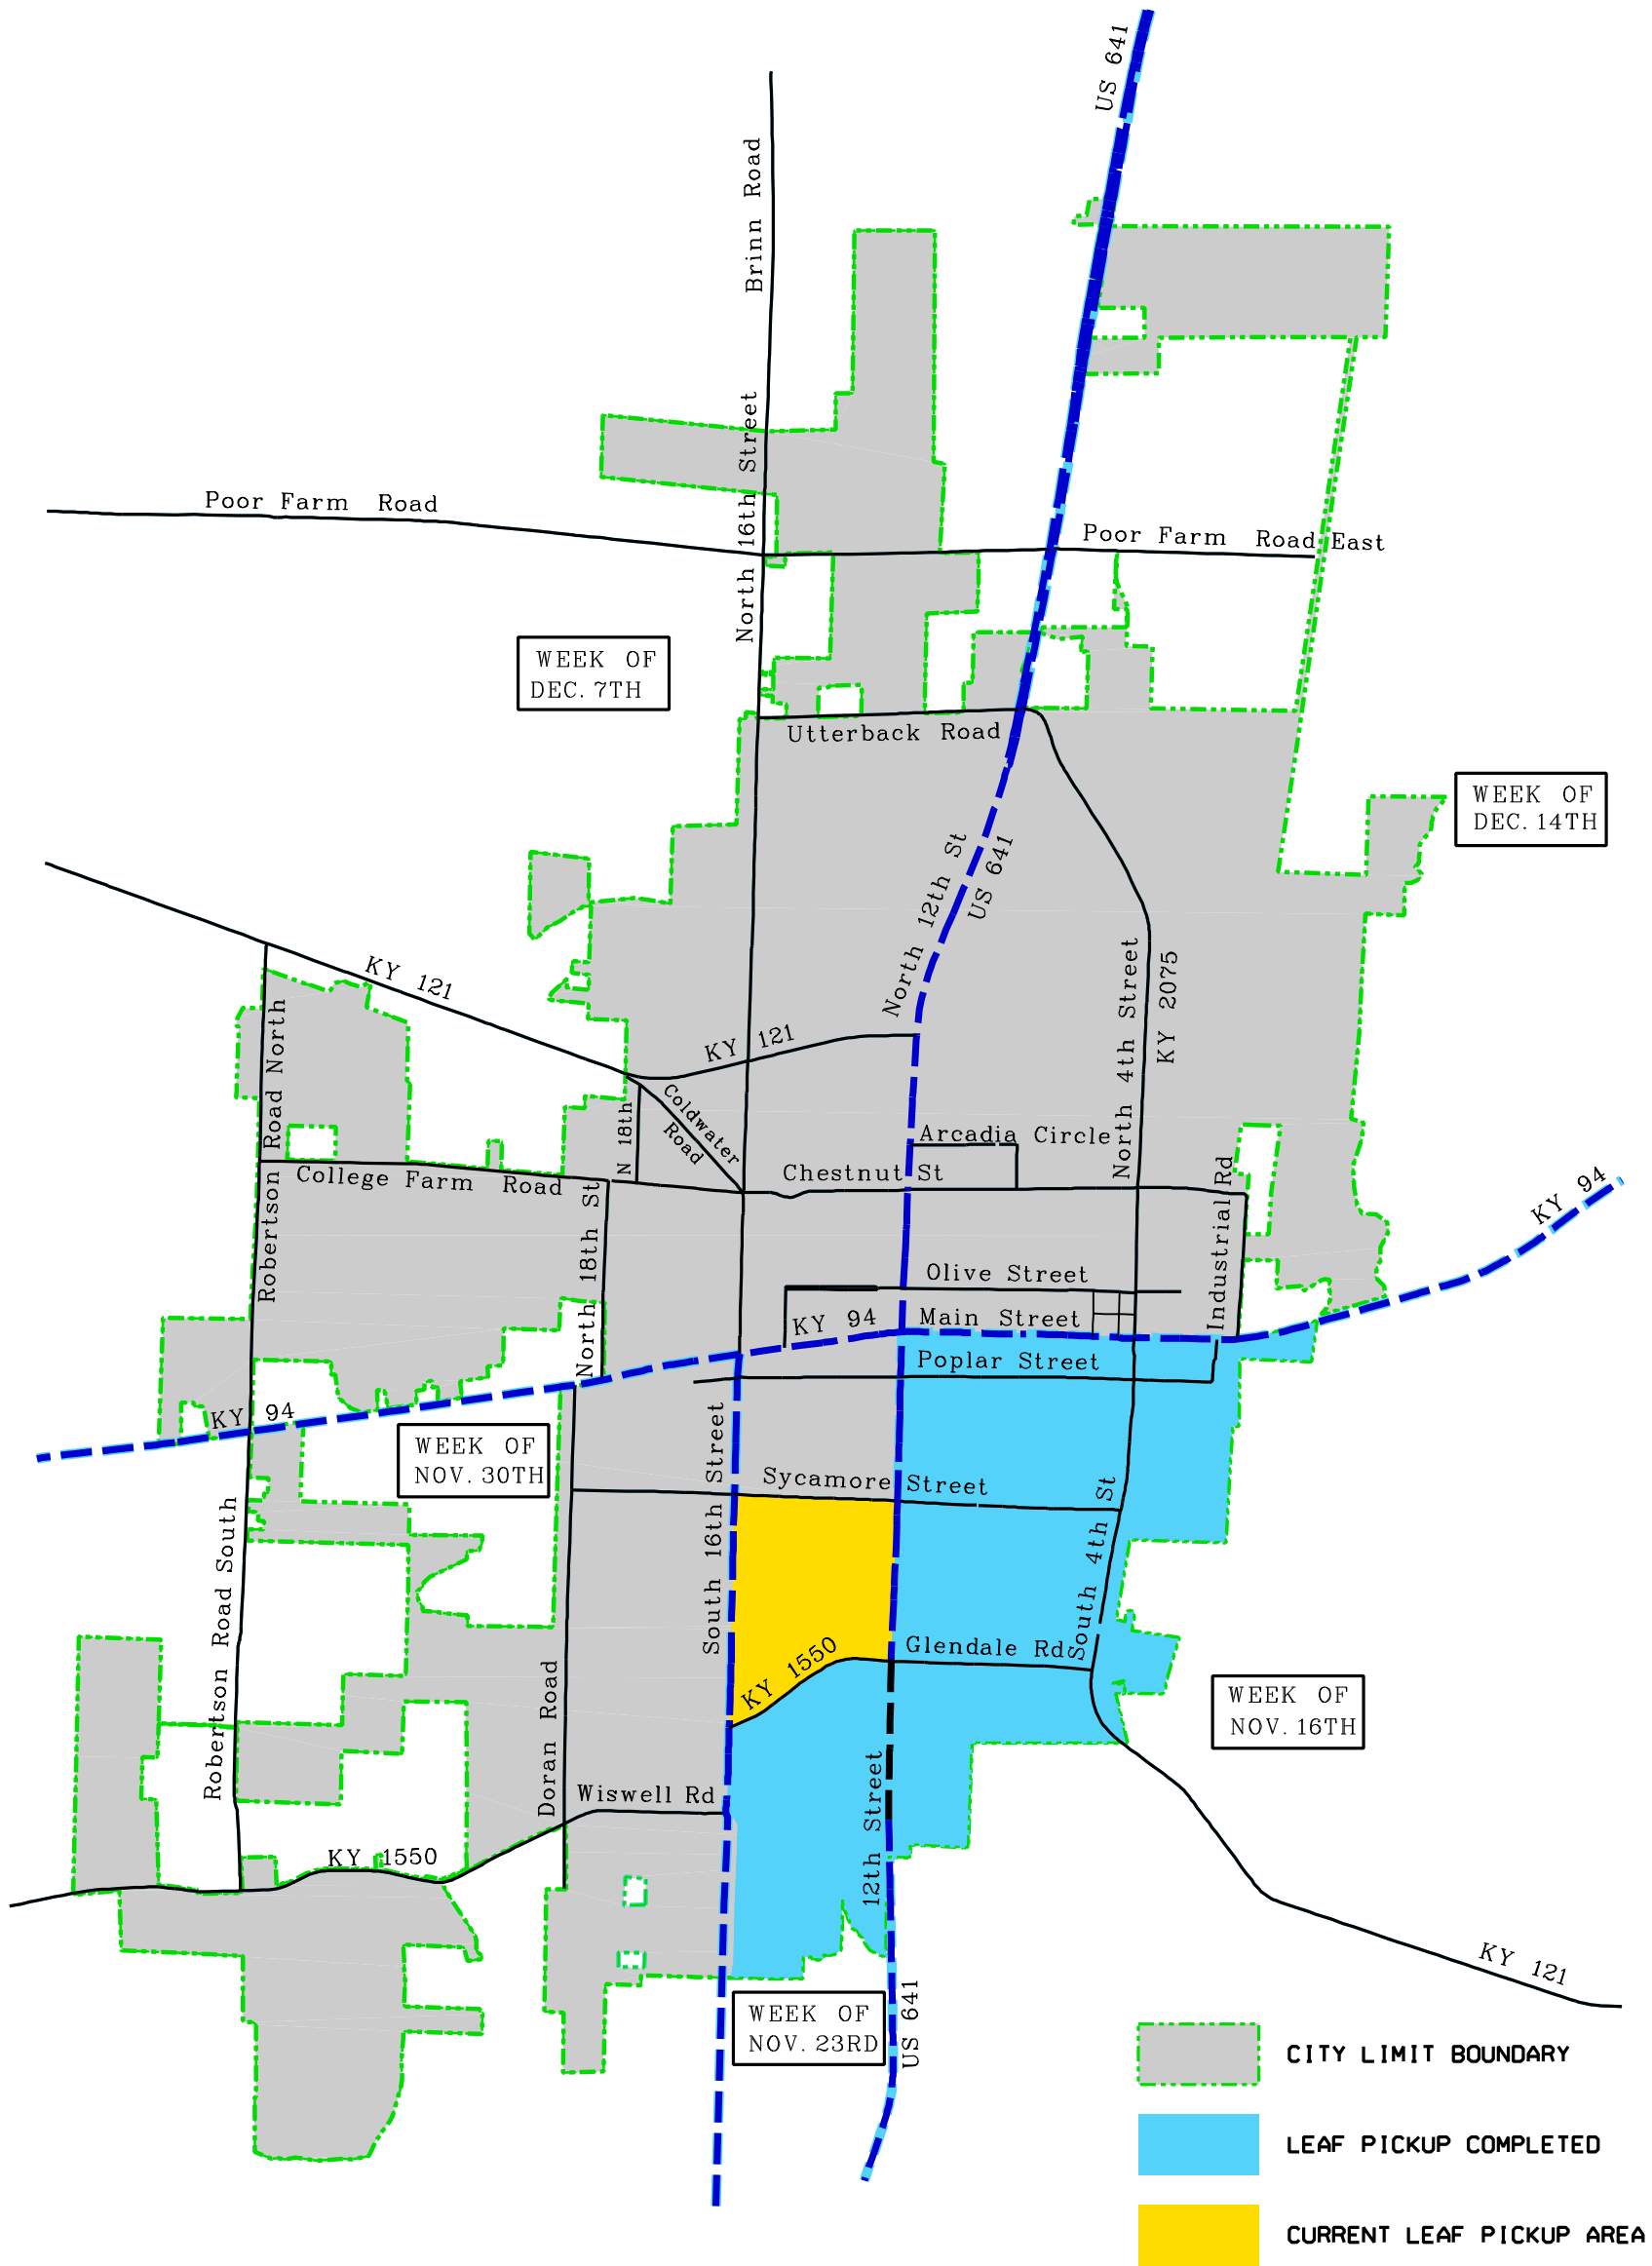 US 641
Brinn Road
North 16th Street
Poor Farm Road
Poor Farm Road East
North 16th Street
WEEK OF
DEC. 7TH
Utterback Road
WEEK OF
DEC. 14TH
North 12th St
US 641
KY 121
North 4th Street
KY 2075
Robertson Road North
KY 121
Coldwater
Road
N 18th
Arcadia Circle
Chestnut St
College Farm Road
Industrial Rd
KY 94
North 18th St
Olive Street
KY 94
Main Street
Poplar Street
KY 94
WEEK OF
NOV. 30TH
South 16th Street
Sycamore Street
South 4th St
Robertson Road South
Glendale Rd
KY 1550
Doran Road
WEEK OF
NOV. 16TH
Wiswell Rd
12th Street
KY 1550
KY 121
WEEK OF
NOV. 23RD
US 641
CITY LIMIT BOUNDARY
LEAF PICKUP COMPLETED
CURRENT LEAF PICKUP AREA